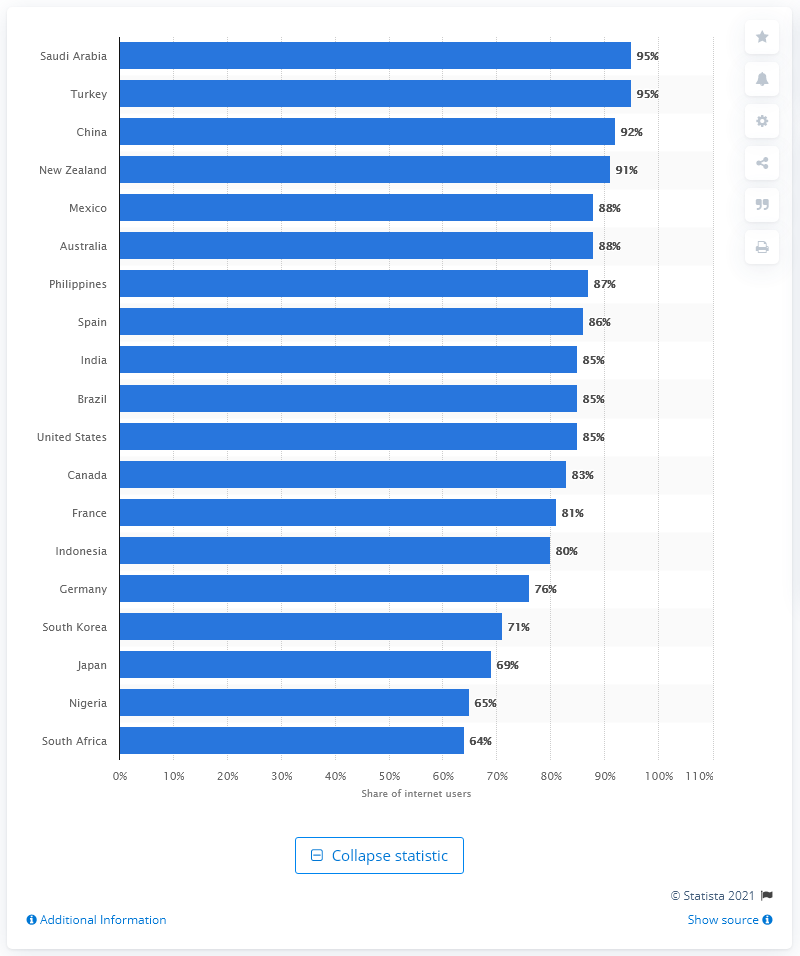 Saudi Arabia 95%
Turkey 95%
China 92%
New Zealand 91%
Mexico 88%
Australia 88%
Philippines 87%
Spain 86%
India 85%
Brazil 85%
United States 85%
Canada 83%
France 81%
Indonesia 80%
Germany 76%
South Korea 71%
Japan 69%
Nigeria 65%
South Africa 64%
0% 10% 20% 30% 40% 50% 60% 70% 80% 90% 100% 110%
Share of internet users
Collapse statistic
© Statista 2021
Additional Information Show source